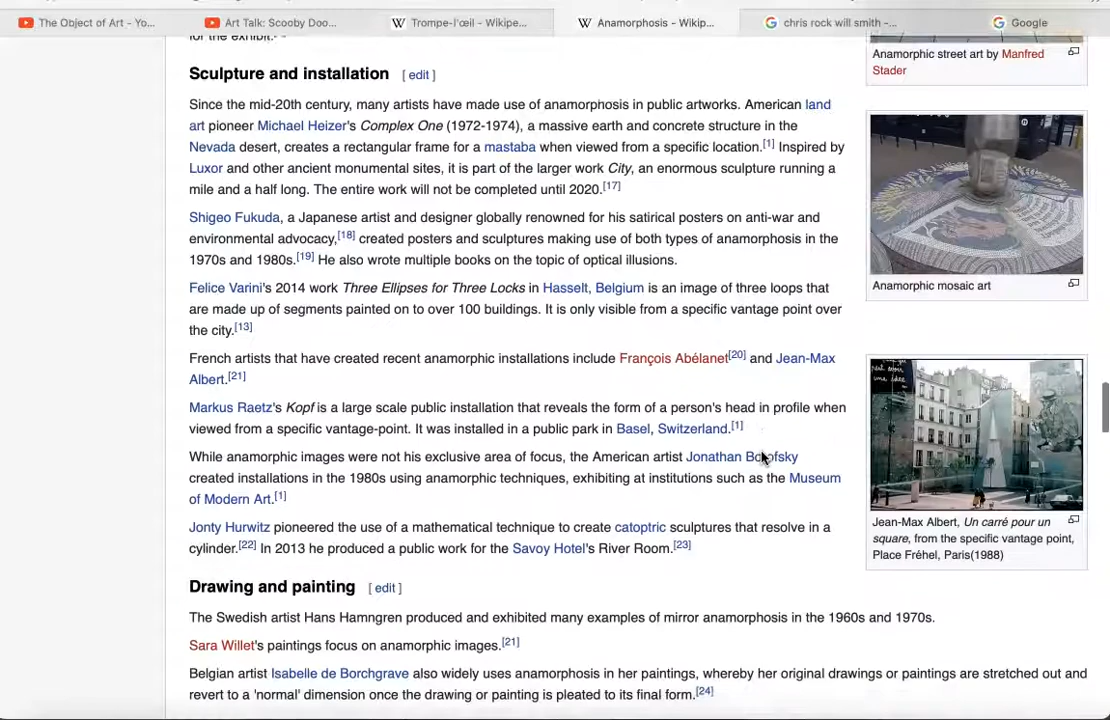 The Object of Art - Yo...
Art Talk: Scooby Doo...
Trompe-l'œil - Wikipe...
Anamorphosis - Wikip...
chris rock will smith -...
Google
for the exhibit.
Sculpture and installation [ edit ]
Since the mid-20th century, many artists have made use of anamorphosis in public artworks. American land
art pioneer Michael Heizer's Complex One (1972-1974), a massive earth and concrete structure in the
Nevada desert, creates a rectangular frame for a mastaba when viewed from a specific location.[1] Inspired by
Luxor and other ancient monumental sites, it is part of the larger work City, an enormous sculpture running a
mile and a half long. The entire work will not be completed until 2020.[17]
Shigeo Fukuda, a Japanese artist and designer globally renowned for his satirical posters on anti-war and
environmental advocacy,[18] created posters and sculptures making use of both types of anamorphosis in the
1970s and 1980s.[19] He also wrote multiple books on the topic of optical illusions.
Felice Varini's 2014 work Three Ellipses for Three Locks in Hasselt, Belgium is an image of three loops that
are made up of segments painted on to over 100 buildings. It is only visible from a specific vantage point over
the city.[13]
French artists that have created recent anamorphic installations include François Abélanet[20] and Jean-Max
Albert.[21]
Markus Raetz's Kopf is a large scale public installation that reveals the form of a person's head in profile when
viewed from a specific vantage-point. It was installed in a public park in Basel, Switzerland.[1]
While anamorphic images were not his exclusive area of focus, the American artist Jonathan Borofsky
created installations in the 1980s using anamorphic techniques, exhibiting at institutions such as the Museum
of Modern Art.[1]
Jonty Hurwitz pioneered the use of a mathematical technique to create catoptric sculptures that resolve in a
cylinder.[22] In 2013 he produced a public work for the Savoy Hotel's River Room.[23]
Drawing and painting [ edit ]
The Swedish artist Hans Hamngren produced and exhibited many examples of mirror anamorphosis in the 1960s and 1970s.
Sara Willet's paintings focus on anamorphic images.[21]
Belgian artist Isabelle de Borchgrave also widely uses anamorphosis in her paintings, whereby her original drawings or paintings are stretched out and
revert to a 'normal' dimension once the drawing or painting is pleated to its final form.[24]
Anamorphic street art by Manfred
Stader
Anamorphic mosaic art
Jean-Max Albert, Un carré pour un
square, from the specific vantage point,
Place Fréhel, Paris(1988)